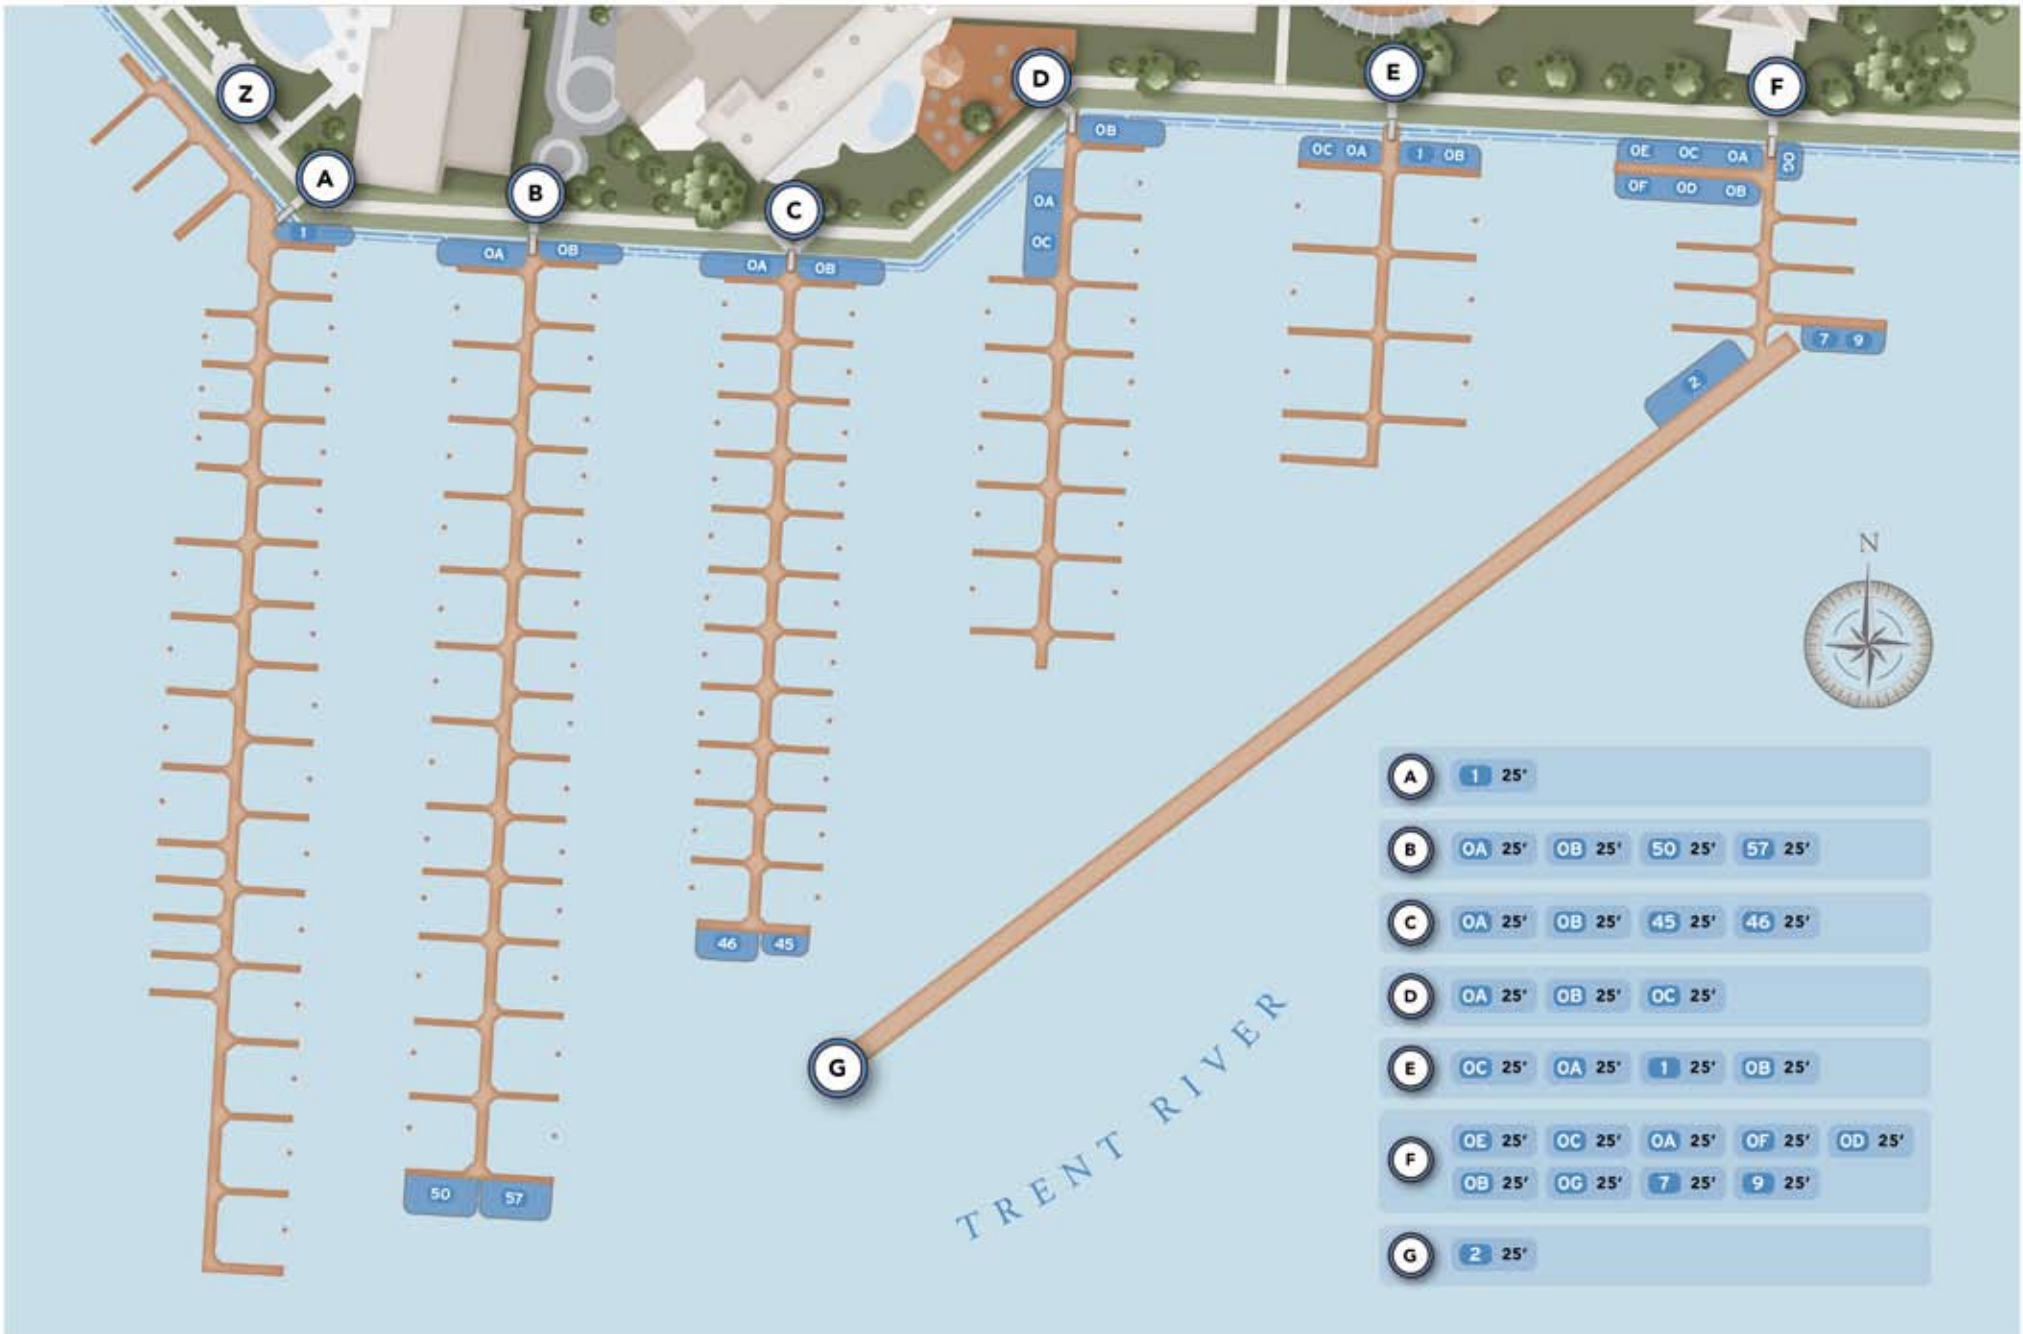 D
E
F
Z
A
B
C
OB
OC OA 1 OB
OE OC OA OG
OF OD OB
OA
OC
1
OA OB
OA OB
7 9
2
N
46 45
50 57
G
TRENT RIVER
A 1 25'
B OA 25' OB 25' 50 25' 57 25'
C OA 25' OB 25' 45 25' 46 25'
D OA 25' OB 25' OC 25'
E OC 25' OA 25' 1 25' OB 25'
F OE 25' OC 25' OA 25' OF 25' OD 25'
OB 25' OG 25' 7 25' 9 25'
G 2 25'